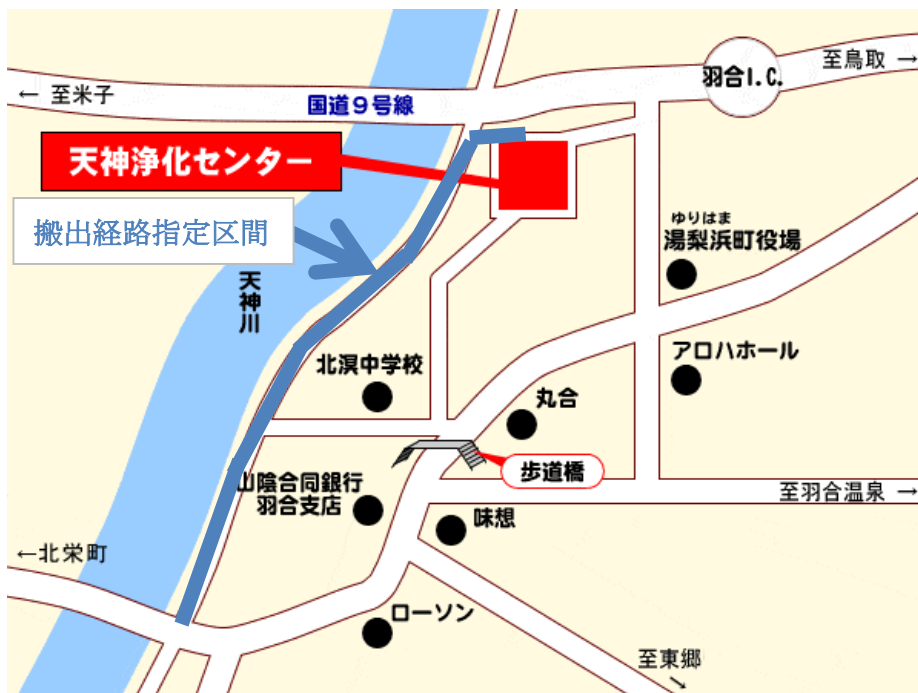 至鳥取 →
羽合I.C.
← 至米子
国道9号線
天神浄化センター
搬出経路指定区間
ゆりはま
湯梨浜町役場
天神川
北溟中学校
アロハホール
丸合
歩道橋
山陰合同銀行
羽合支店
至羽合温泉 →
味想
←北栄町
ローソン
至東郷
→